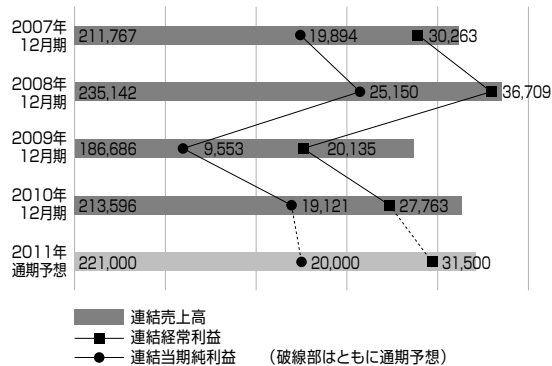 2007年
12月期
211,767 19,894 30,263
2008年
12月期
235,142 25,150 36,709
2009年
12月期
186,686 9,553 20,135
2010年
12月期
213,596 19,121 27,763
2011年
通期予想
221,000 20,000 31,500
連結売上高
連結経常利益
連結当期純利益 (破線部はともに通期予想)